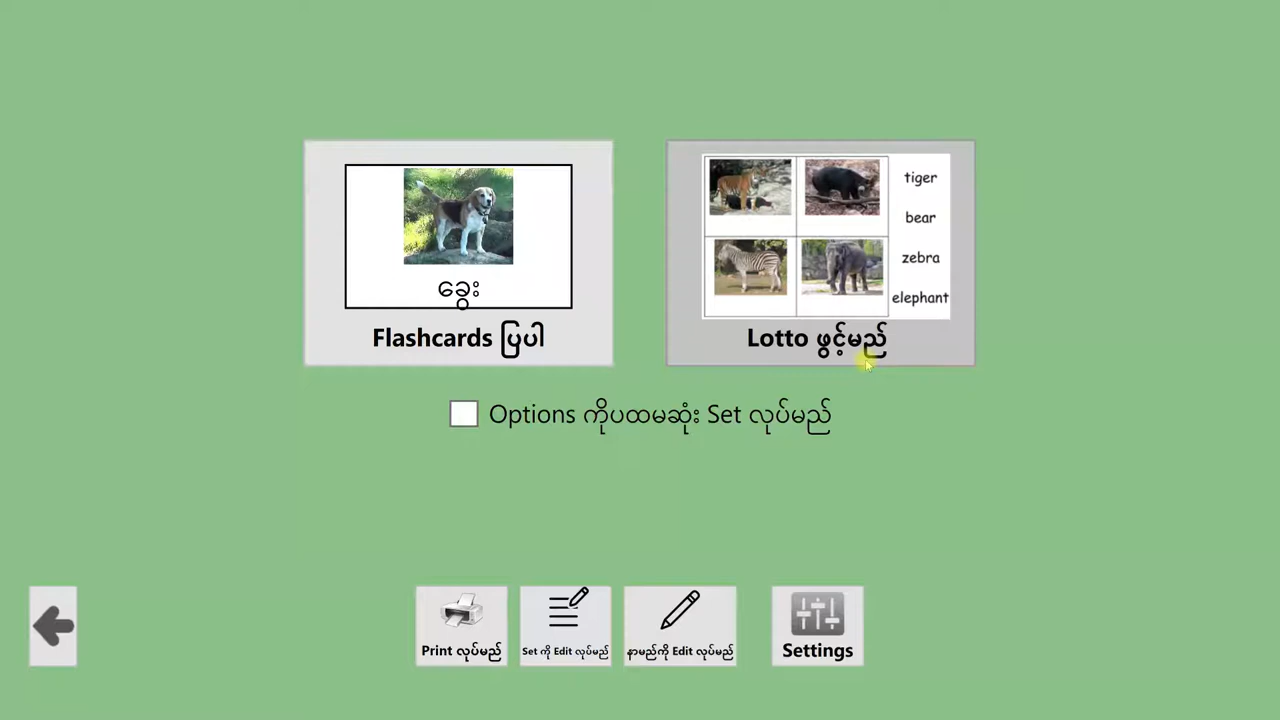 ခွေး
Flashcards ပြပါ
tiger
bear
zebra
elephant
Lotto ဖွင့်မည်
Options ကိုပထမဆုံး Set လုပ်မည်
Print လုပ်မည်
Set ကို Edit လုပ်မည်
နာမည်ကို Edit လုပ်မည်
Settings